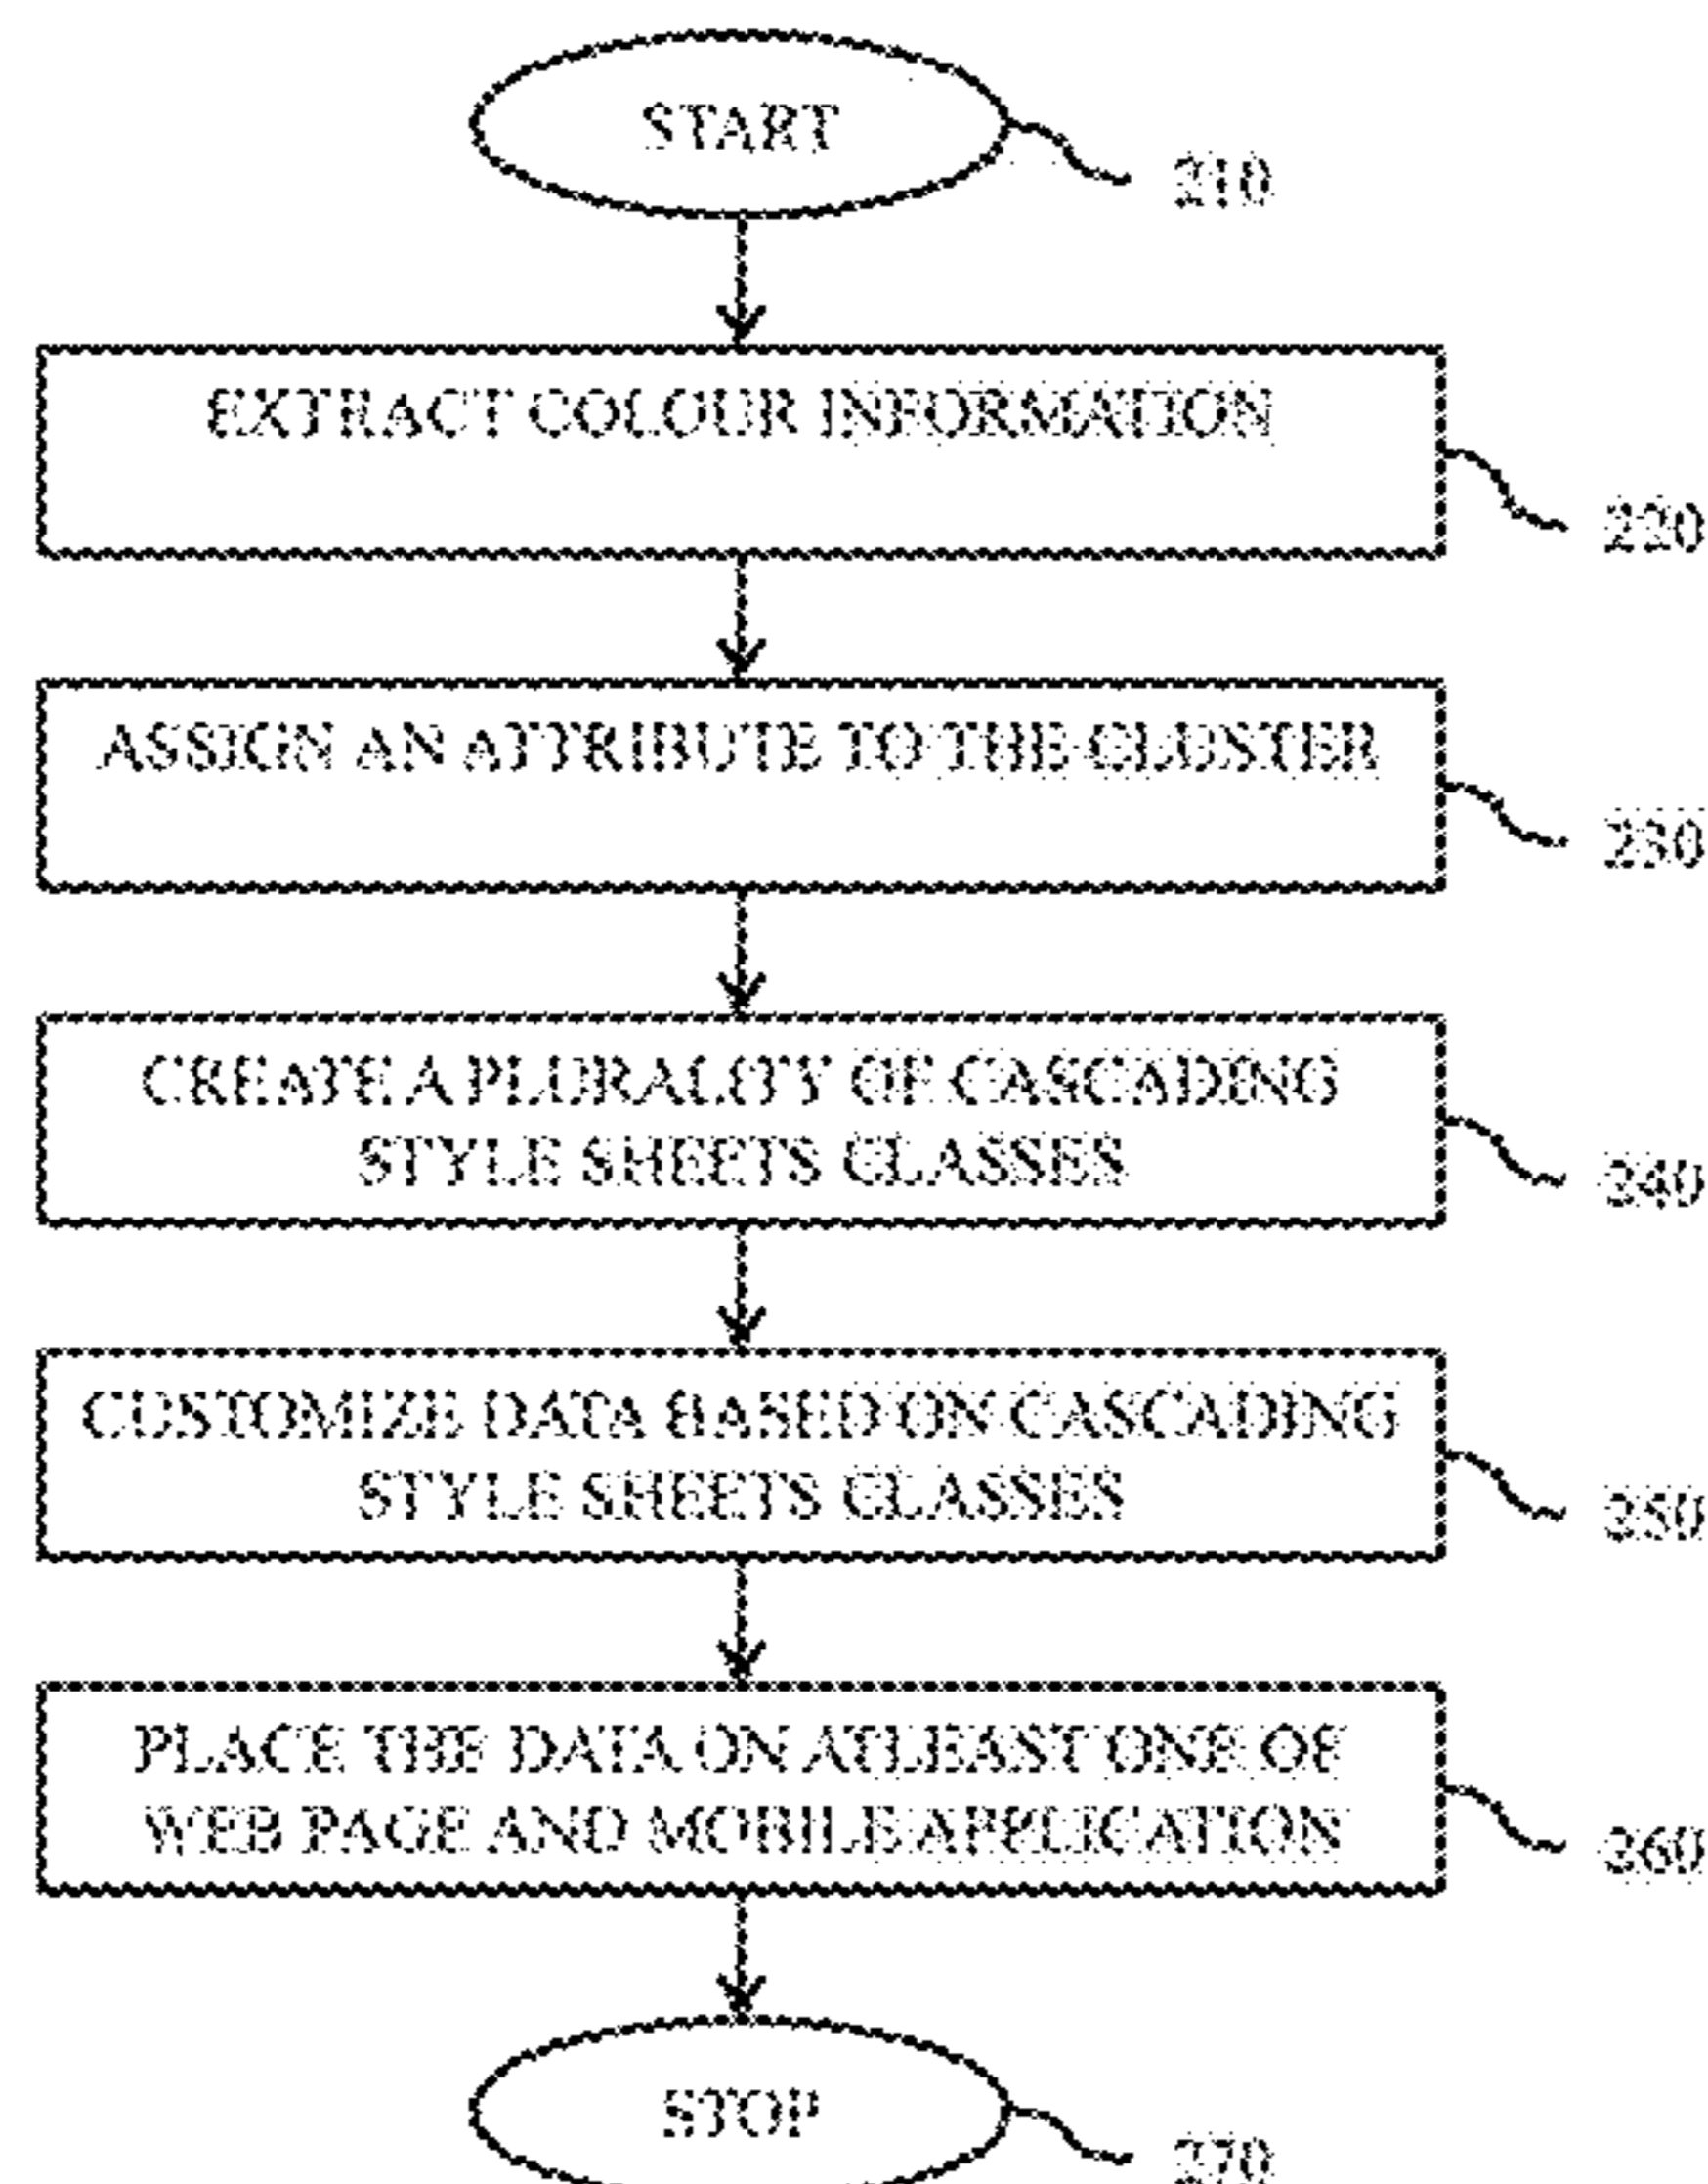 START
210
EXTRACT COLOUR INFORMATION
220
ASSIGN AN ATTRIBUTE TO THE CLUSTER
230
CREATE A PLURALITY OF CASCADING
STYLE SHEETS CLASSES
240
CUSTOMIZE DATA BASED ON CASCADING
STYLE SHEETS CLASSES
250
PLACE THE DATA ON ATLEAST ONE OF
WEB PAGE AND MOBILE APPLICATION
260
STOP
270